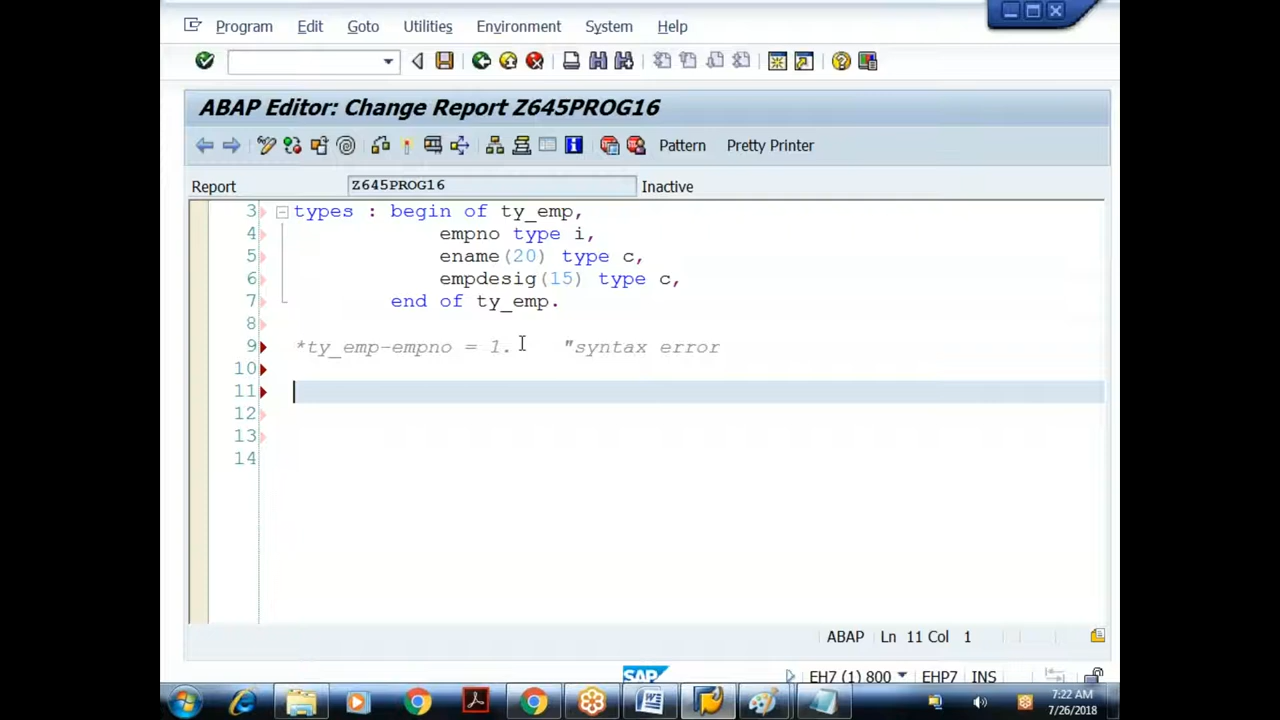 Program Edit Goto Utilities Environment System Help
ABAP Editor: Change Report Z645PROG16
Pattern Pretty Printer
Report Z645PROG16 Inactive
3 types : begin of ty_emp,
4 empno type i,
5 ename(20) type c,
6 empdesig(15) type c,
7 end of ty_emp.
8
9 *ty_emp-empno = 1. "syntax error
10
11
12
13
14
ABAP Ln 11 Col 1
SAP EH7 (1) 800 EHP7 INS
7:22 AM
7/26/2018